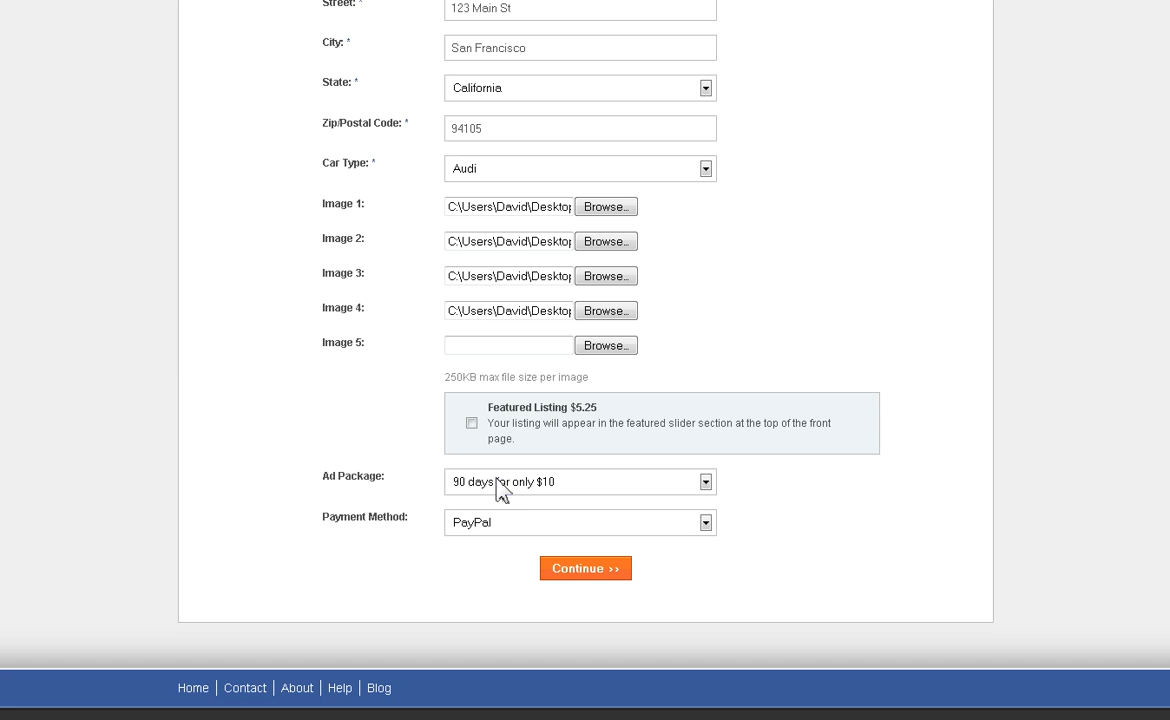 Street: *
123 Main St
City: *
San Francisco
State: *
California
Zip/Postal Code: *
94105
Car Type: *
Audi
Image 1:
C:\Users\David\Desktop
Browse...
Image 2:
C:\Users\David\Desktop
Browse...
Image 3:
C:\Users\David\Desktop
Browse...
Image 4:
C:\Users\David\Desktop
Browse...
Image 5:
Browse...
250KB max file size per image
Featured Listing $5.25
Your listing will appear in the featured slider section at the top of the front
page.
Ad Package:
90 days for only $10
Payment Method:
PayPal
Continue ››
Home | Contact | About | Help | Blog